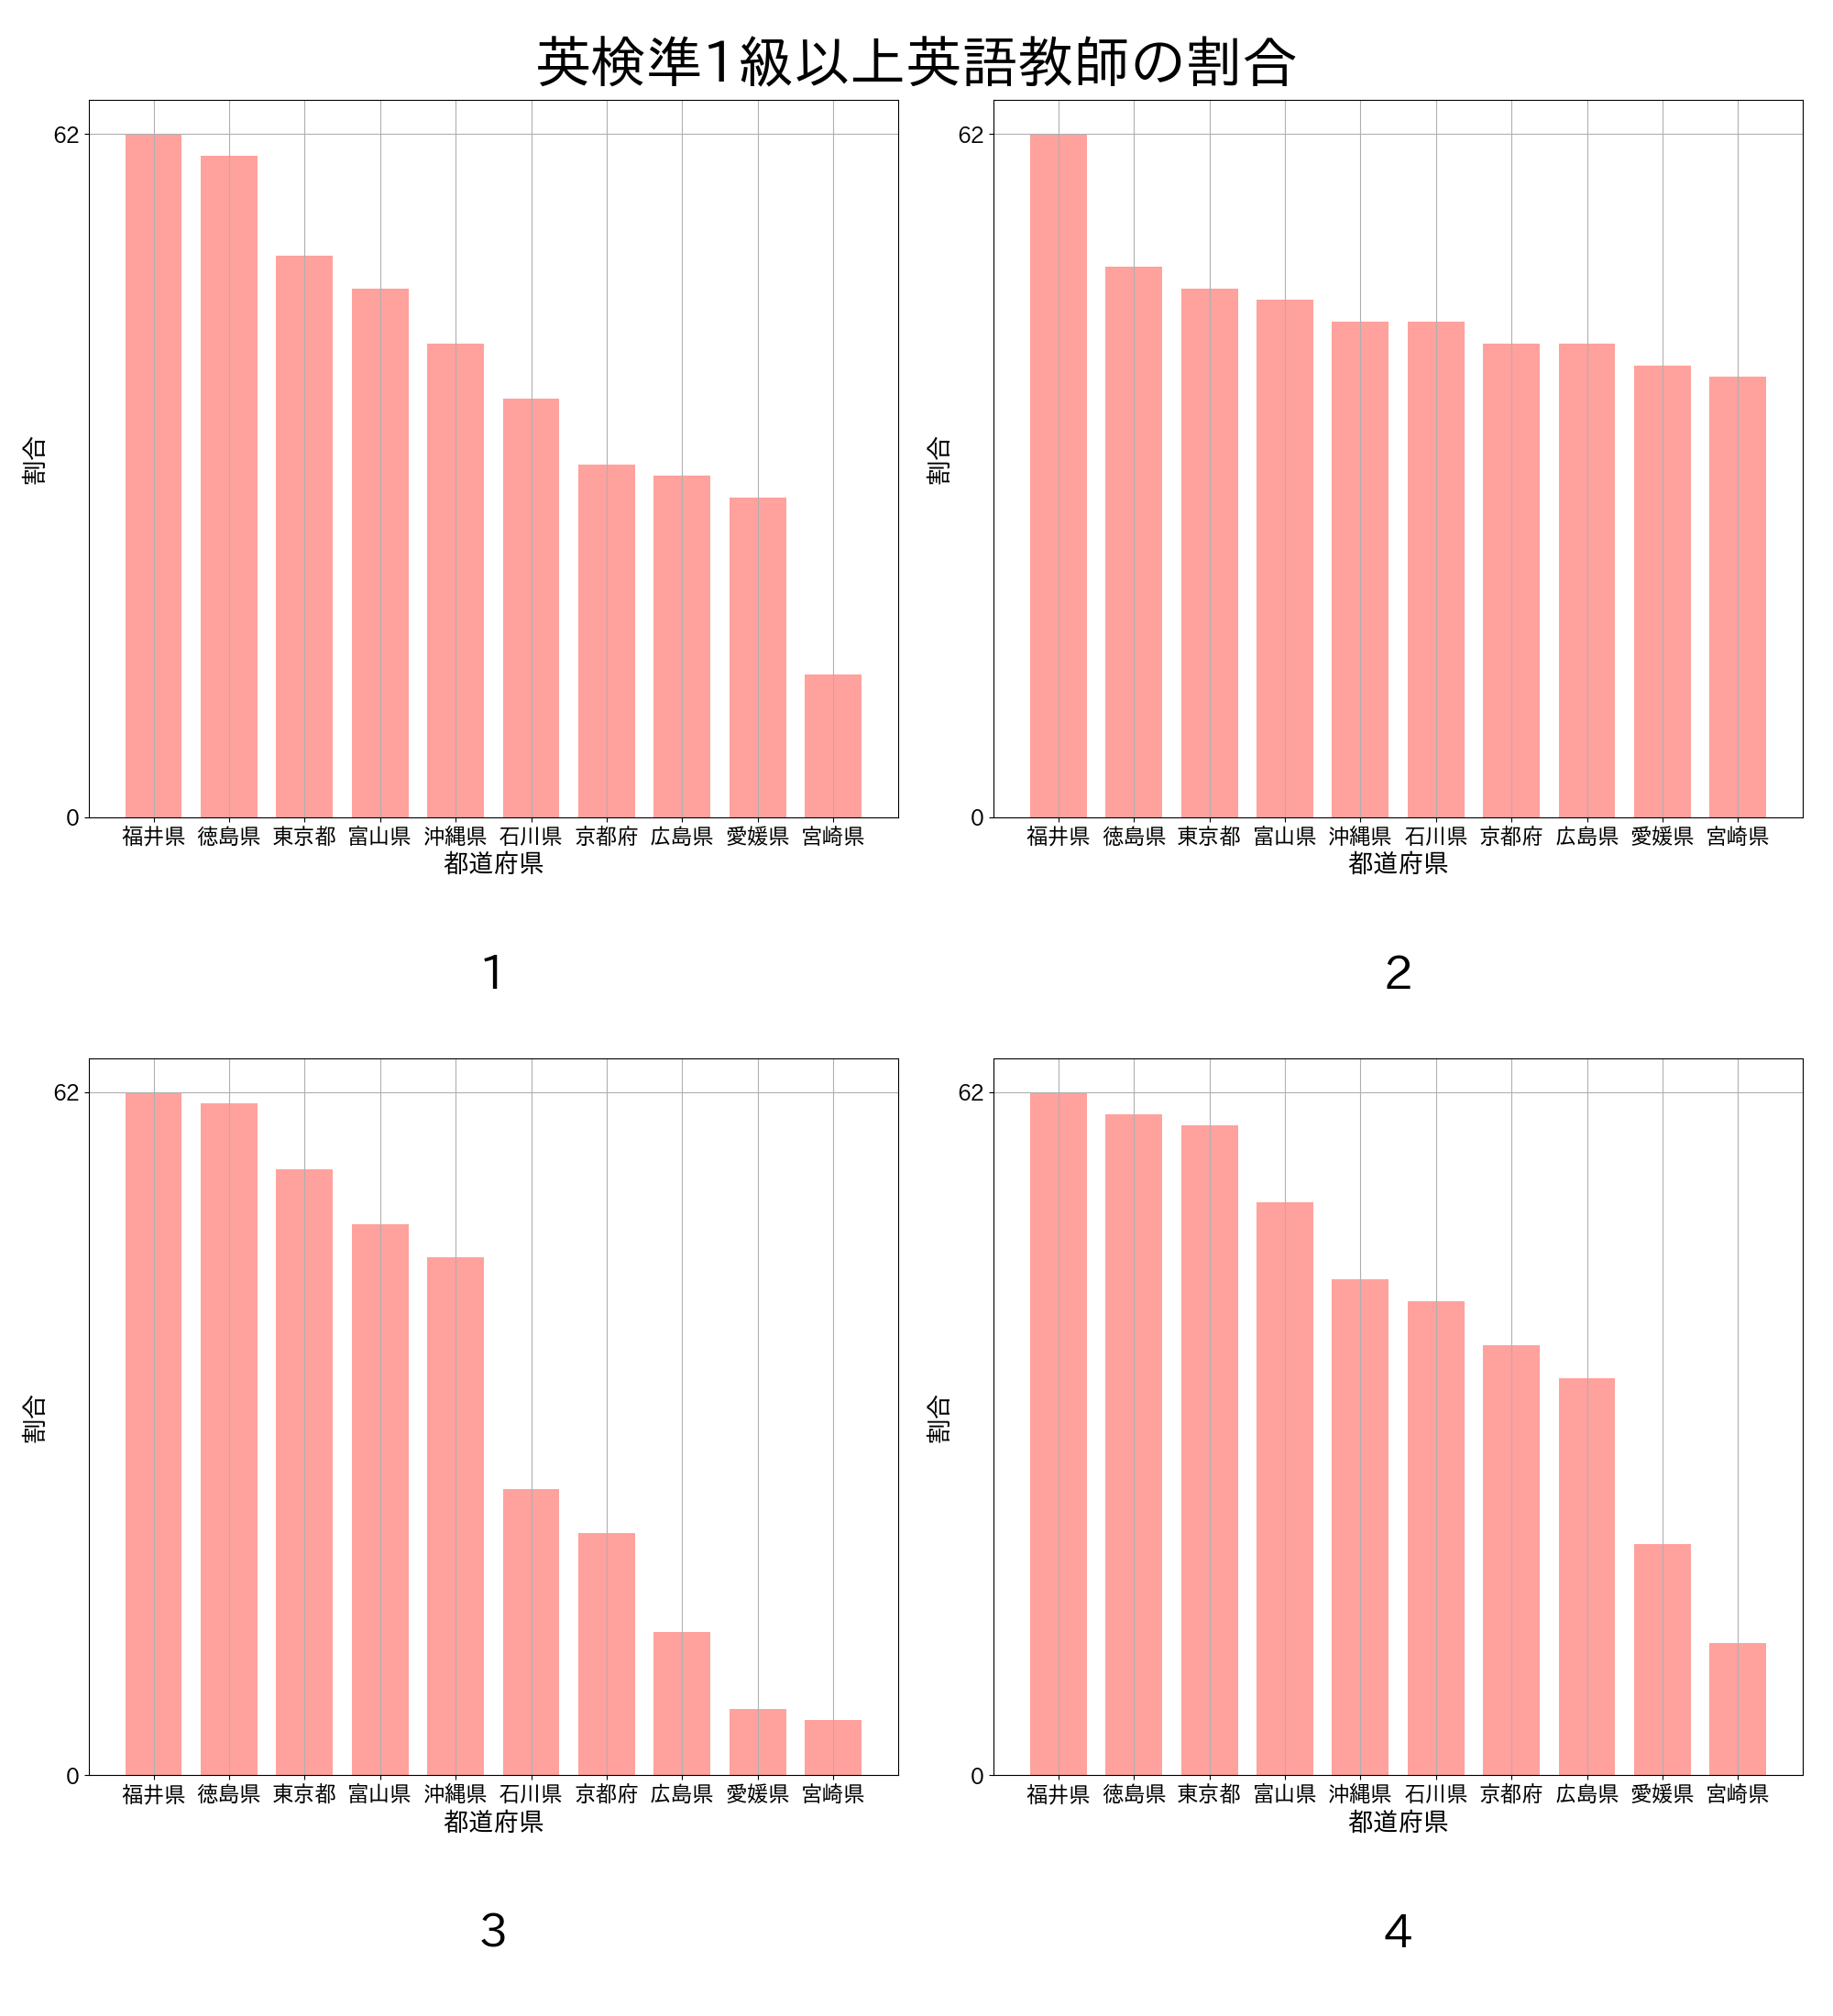 英検準1級以上英語教師の割合
62
0
割合
福井県 徳島県 東京都 富山県 沖縄県 石川県 京都府 広島県 愛媛県 宮崎県
都道府県
1
62
0
割合
福井県 徳島県 東京都 富山県 沖縄県 石川県 京都府 広島県 愛媛県 宮崎県
都道府県
2
62
0
割合
福井県 徳島県 東京都 富山県 沖縄県 石川県 京都府 広島県 愛媛県 宮崎県
都道府県
3
62
0
割合
福井県 徳島県 東京都 富山県 沖縄県 石川県 京都府 広島県 愛媛県 宮崎県
都道府県
4